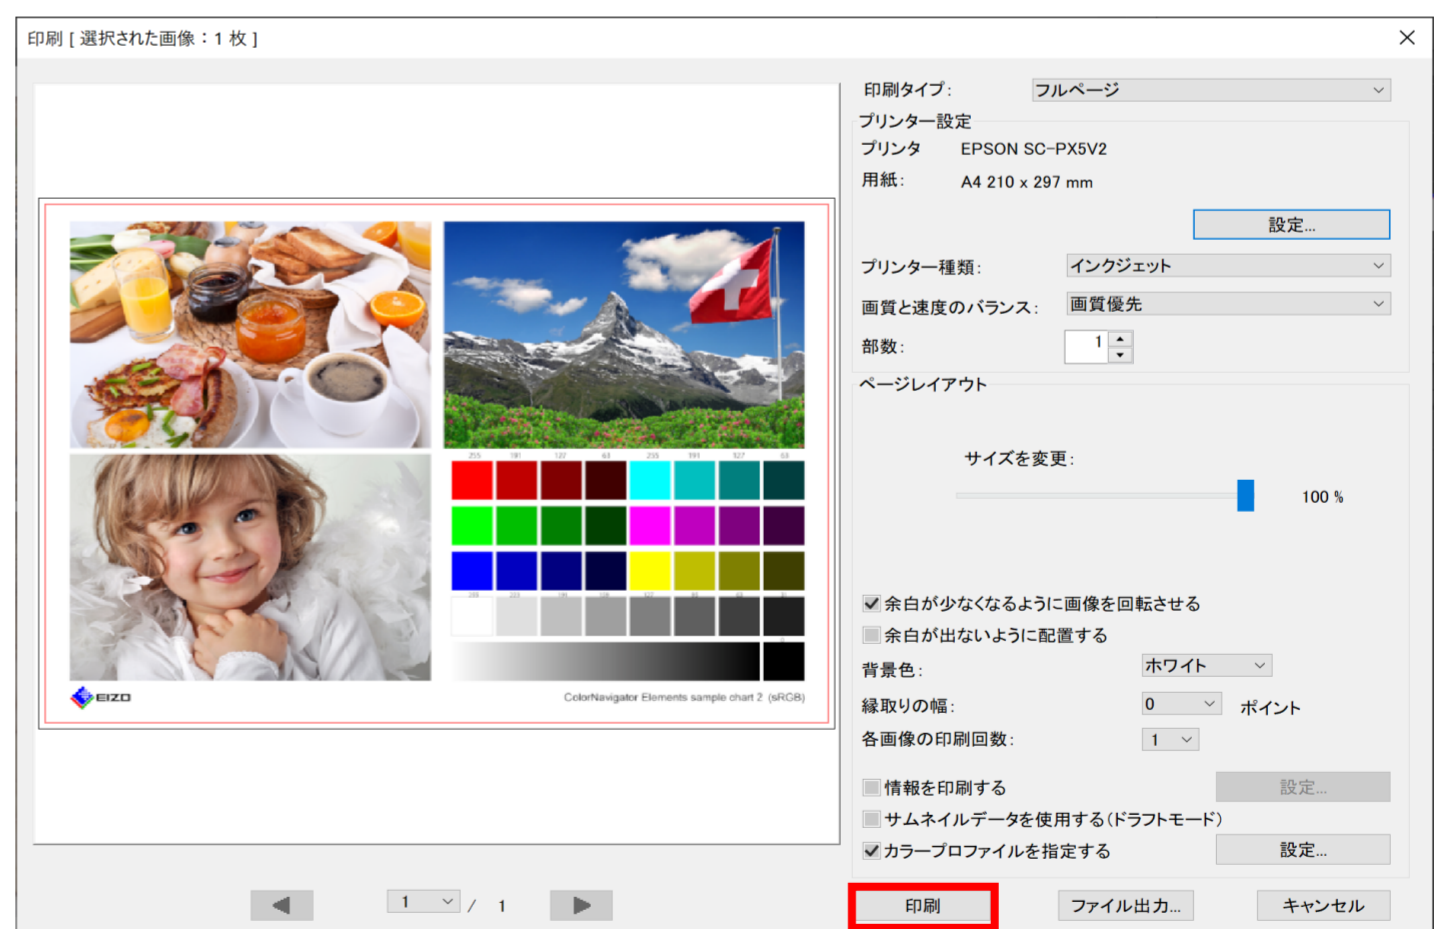 印刷 [ 選択された画像：1 枚 ]
印刷タイプ: フルページ
プリンター設定
プリンタ EPSON SC-PX5V2
用紙: A4 210 x 297 mm
設定...
プリンター種類: インクジェット
画質と速度のバランス: 画質優先
部数: 1
ページレイアウト
サイズを変更:
100 %
余白が少なくなるように画像を回転させる
余白が出ないように配置する
背景色: ホワイト
縁取りの幅: 0 ポイント
各画像の印刷回数: 1
情報を印刷する 設定...
サムネイルデータを使用する(ドラフトモード)
カラープロファイルを指定する 設定...
印刷 ファイル出力... キャンセル
255 191 127 63 255 191 127 63
EIZO
ColorNavigator Elements sample chart 2 (sRGB)
1 / 1